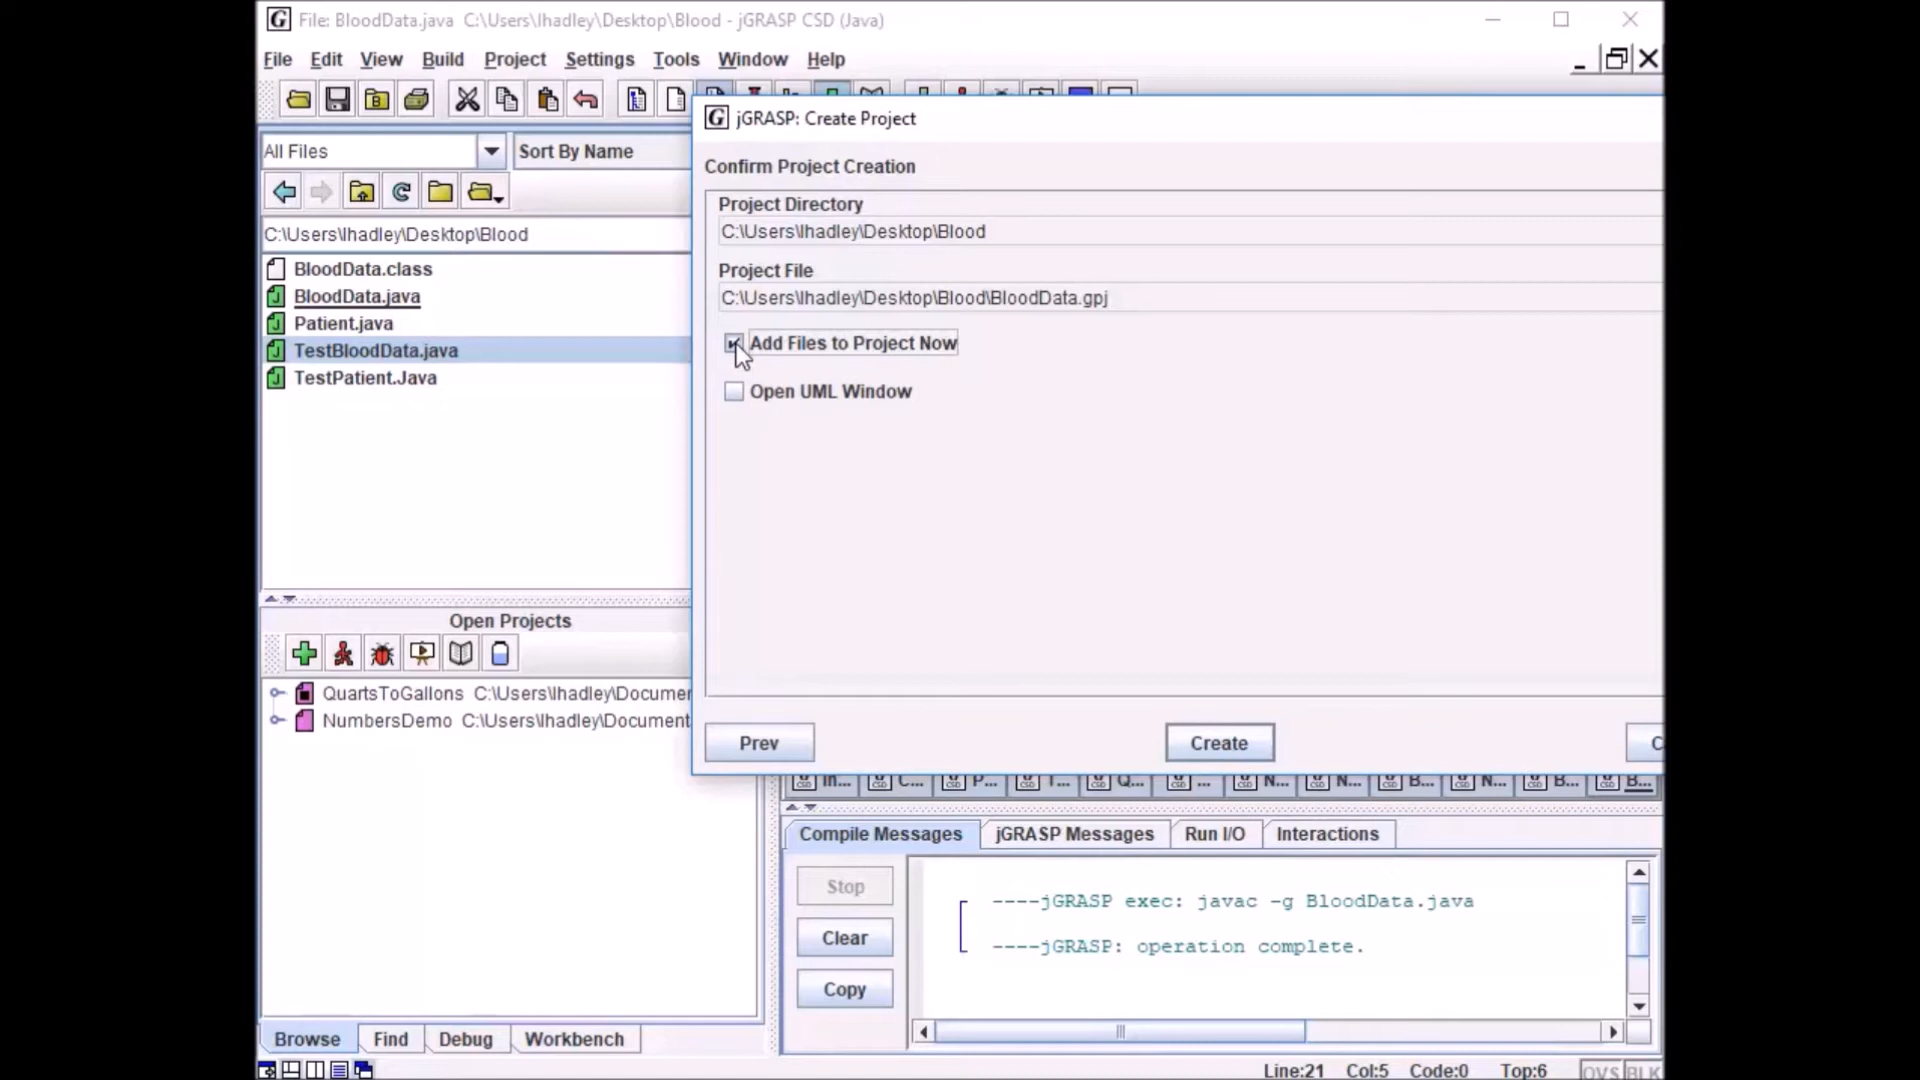 File: BloodData.java C:\Users\lhadley\Desktop\Blood - jGRASP CSD (Java)
File Edit View Build Project Settings Tools Window Help
jGRASP: Create Project
All Files
Sort By Name
Confirm Project Creation
Project Directory
C:\Users\lhadley\Desktop\Blood
C:\Users\lhadley\Desktop\Blood
Project File
C:\Users\lhadley\Desktop\Blood\BloodData.gpj
BloodData.class
BloodData.java
Patient.java
TestBloodData.java
TestPatient.Java
Add Files to Project Now
Open UML Window
Open Projects
QuartsToGallons C:\Users\lhadley\Documen
NumbersDemo C:\Users\lhadley\Document
Prev
Create
C
In... C... P... T... Q... ... N... N... B... N... B... B...
Compile Messages jGRASP Messages Run I/O Interactions
Stop
Clear
Copy
----jGRASP exec: javac -g BloodData.java
----jGRASP: operation complete.
Browse Find Debug Workbench
Line:21 Col:5 Code:0 Top:6 OVS BLK